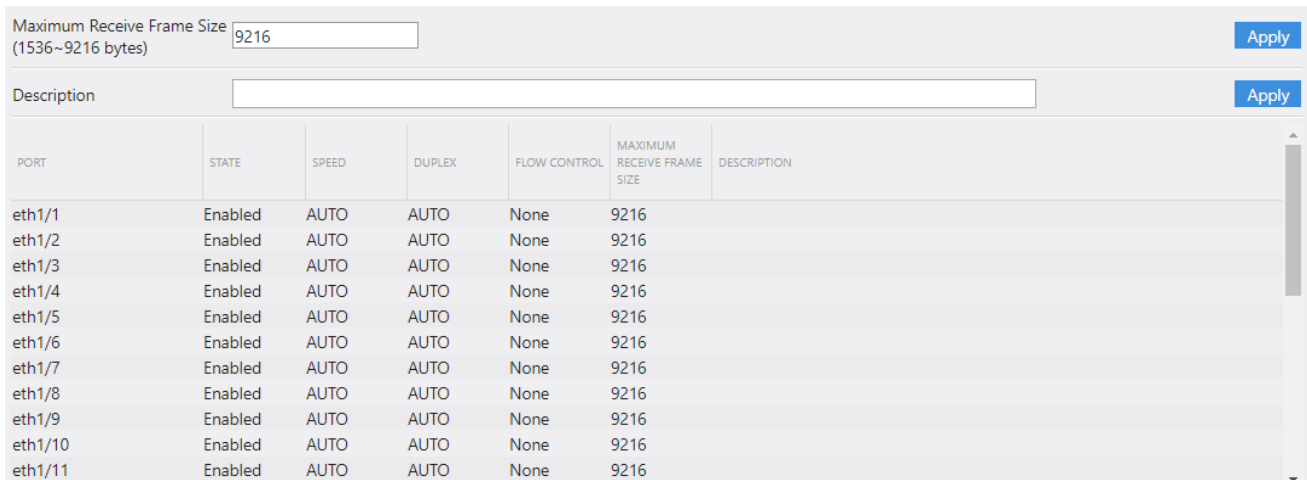 Maximum Receive Frame Size
(1536~9216 bytes)
9216
Apply
Description
Apply
PORT STATE SPEED DUPLEX FLOW CONTROL MAXIMUM RECEIVE FRAME SIZE DESCRIPTION
eth1/1 Enabled AUTO AUTO None 9216
eth1/2 Enabled AUTO AUTO None 9216
eth1/3 Enabled AUTO AUTO None 9216
eth1/4 Enabled AUTO AUTO None 9216
eth1/5 Enabled AUTO AUTO None 9216
eth1/6 Enabled AUTO AUTO None 9216
eth1/7 Enabled AUTO AUTO None 9216
eth1/8 Enabled AUTO AUTO None 9216
eth1/9 Enabled AUTO AUTO None 9216
eth1/10 Enabled AUTO AUTO None 9216
eth1/11 Enabled AUTO AUTO None 9216